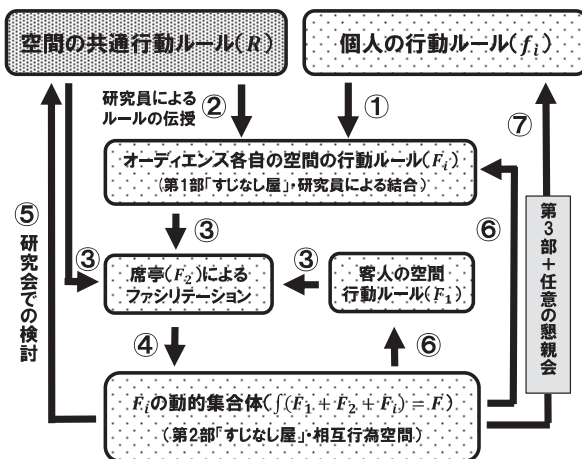 空間の共通行動ルール(R)
個人の行動ルール(fᵢ)
研究員による
ルールの伝授
②
①
⑦
オーディエンス各自の空間の行動ルール(Fᵢ)
(第1部「すじなし屋」・研究員による結合)
⑤
研究会での検討
③
③
③
⑥
第3部+任意の懇親会
席亭(F₂)による
ファシリテーション
客人の空間
行動ルール(F₁)
④
⑥
Fᵢの動的集合体(∫(F₁ + F₂ + Fᵢ) = F)
(第2部「すじなし屋」・相互行為空間)